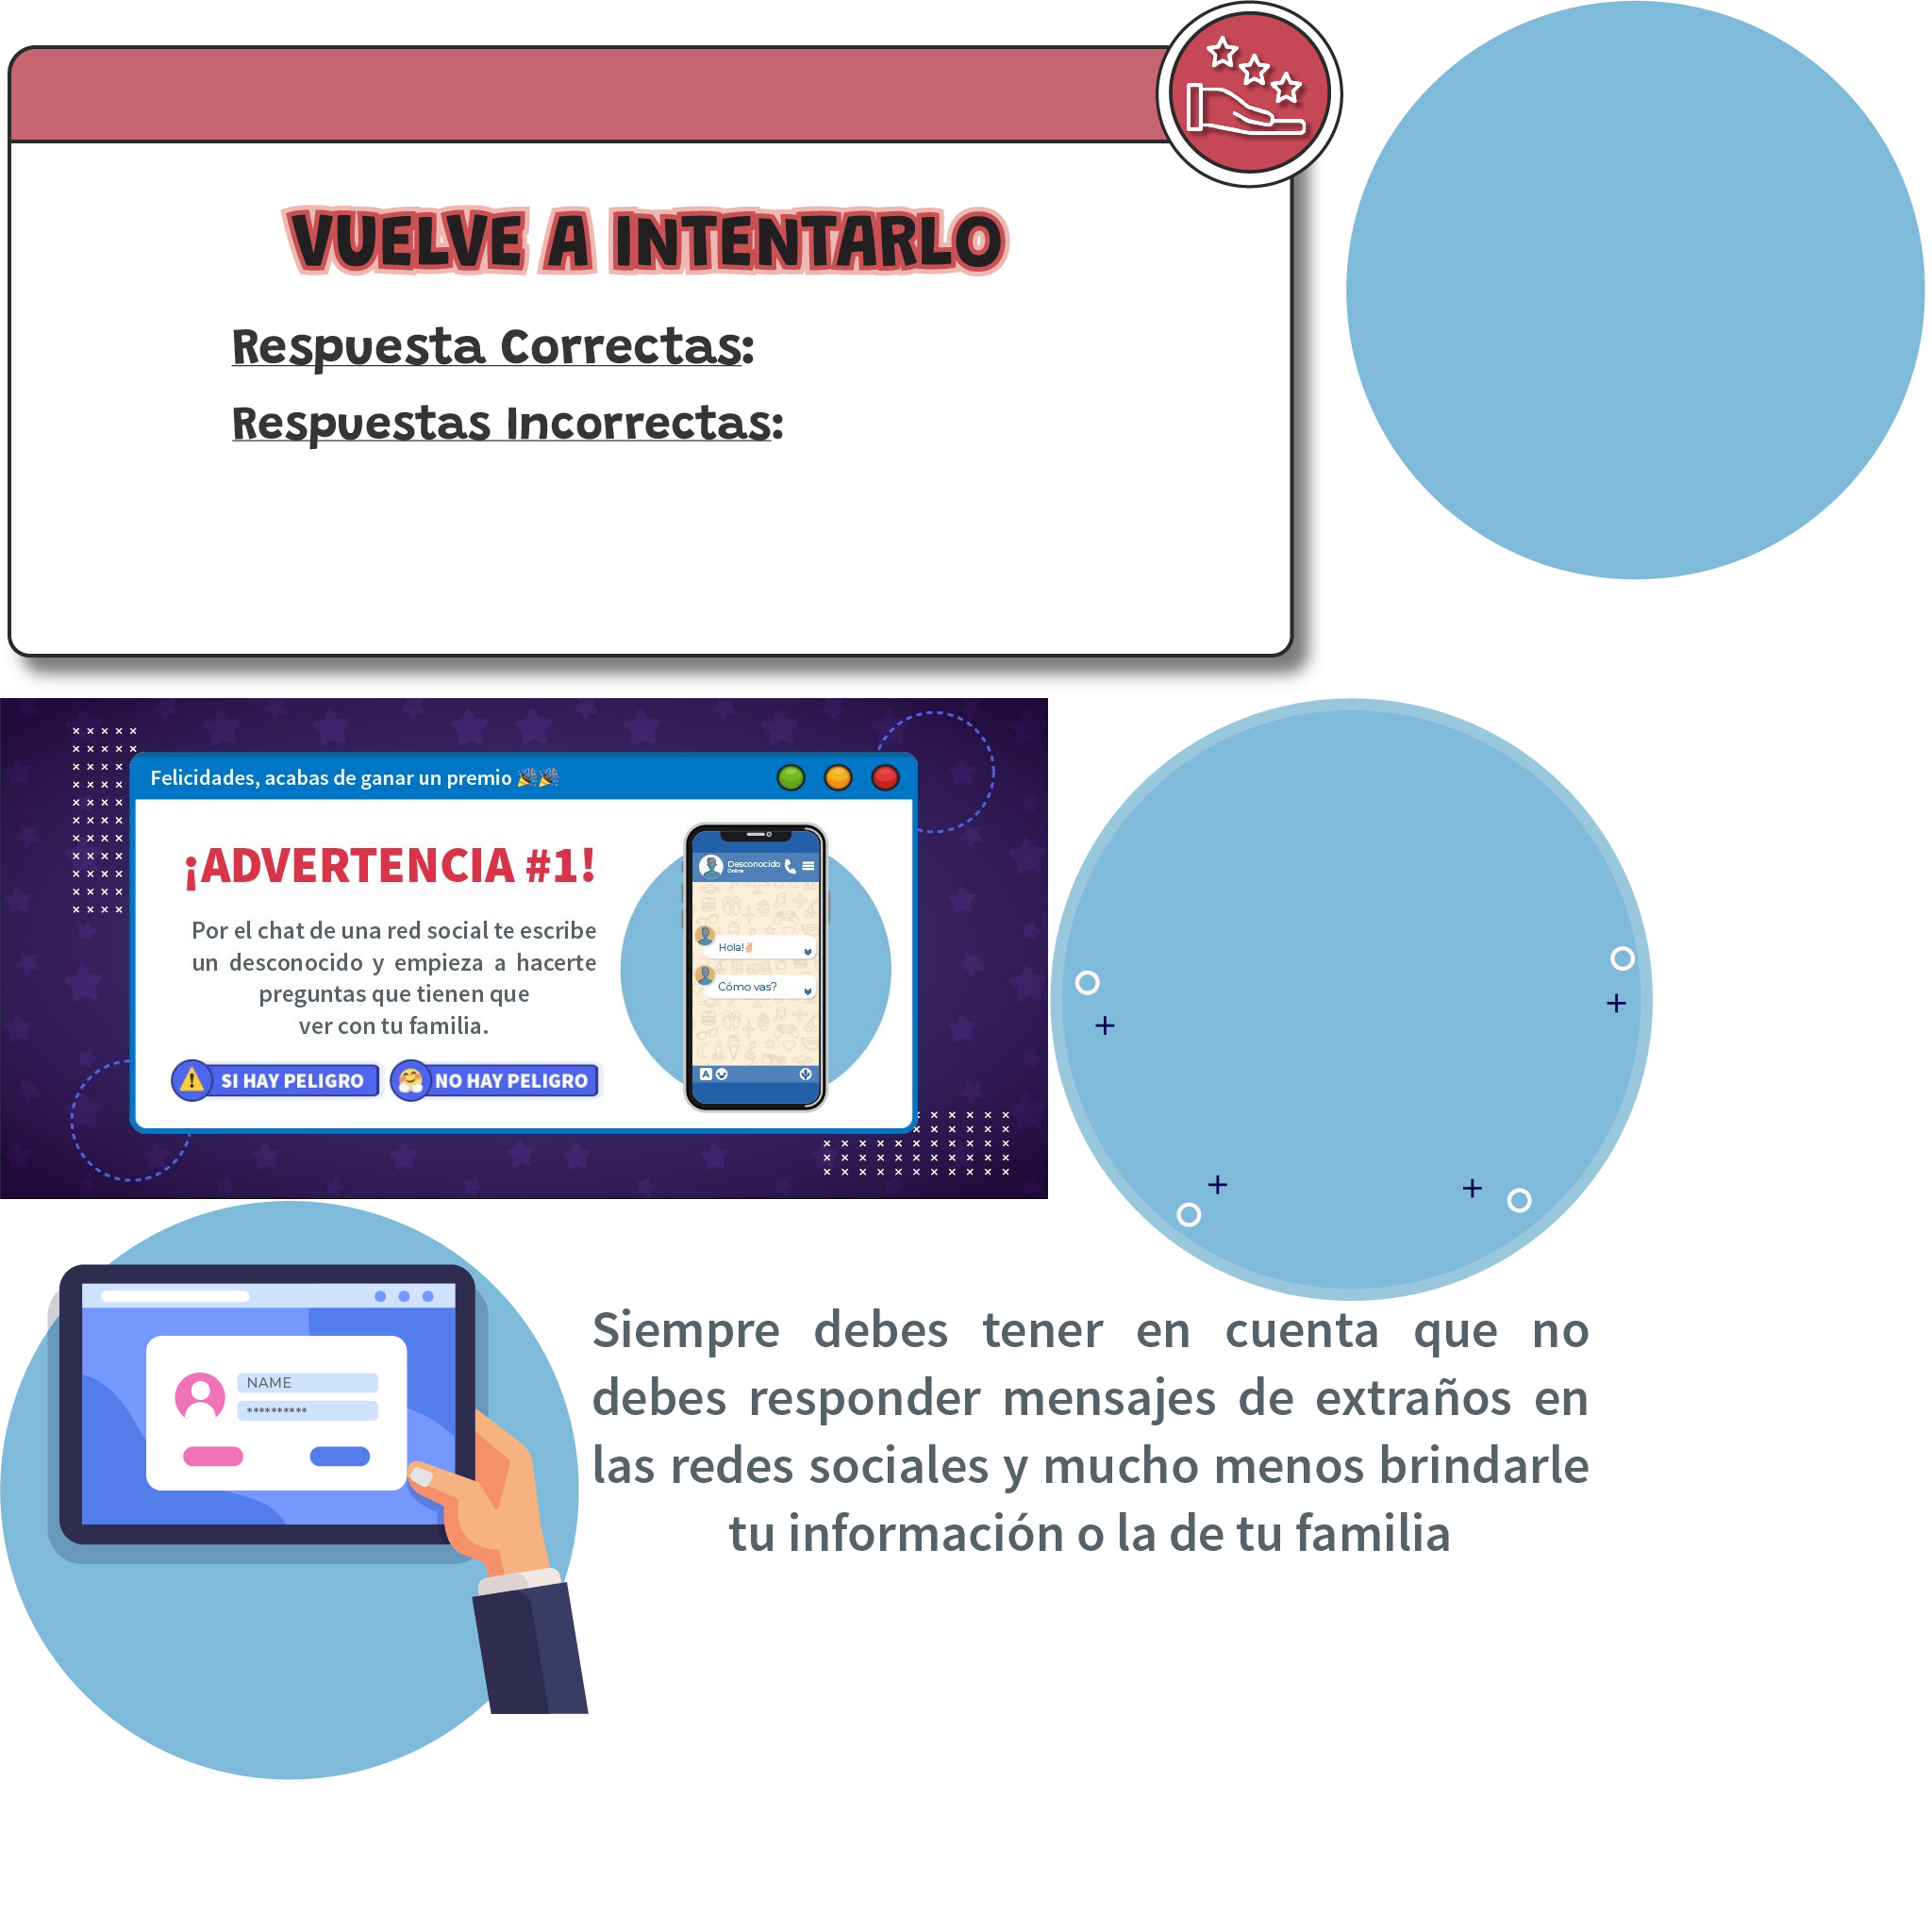 VUELVE A INTENTARLO
Respuesta Correctas:
Respuestas Incorrectas:
Felicidades, acabas de ganar un premio 🎉🎉
¡ADVERTENCIA #1!
Por el chat de una red social te escribe
un desconocido y empieza a hacerte
preguntas que tienen que
ver con tu familia.
SI HAY PELIGRO
NO HAY PELIGRO
Desconocido
Online
Hola!✌🏻
Cómo vas?
A
NAME
**********
Siempre debes tener en cuenta que no
debes responder mensajes de extraños en
las redes sociales y mucho menos brindarle
tu información o la de tu familia